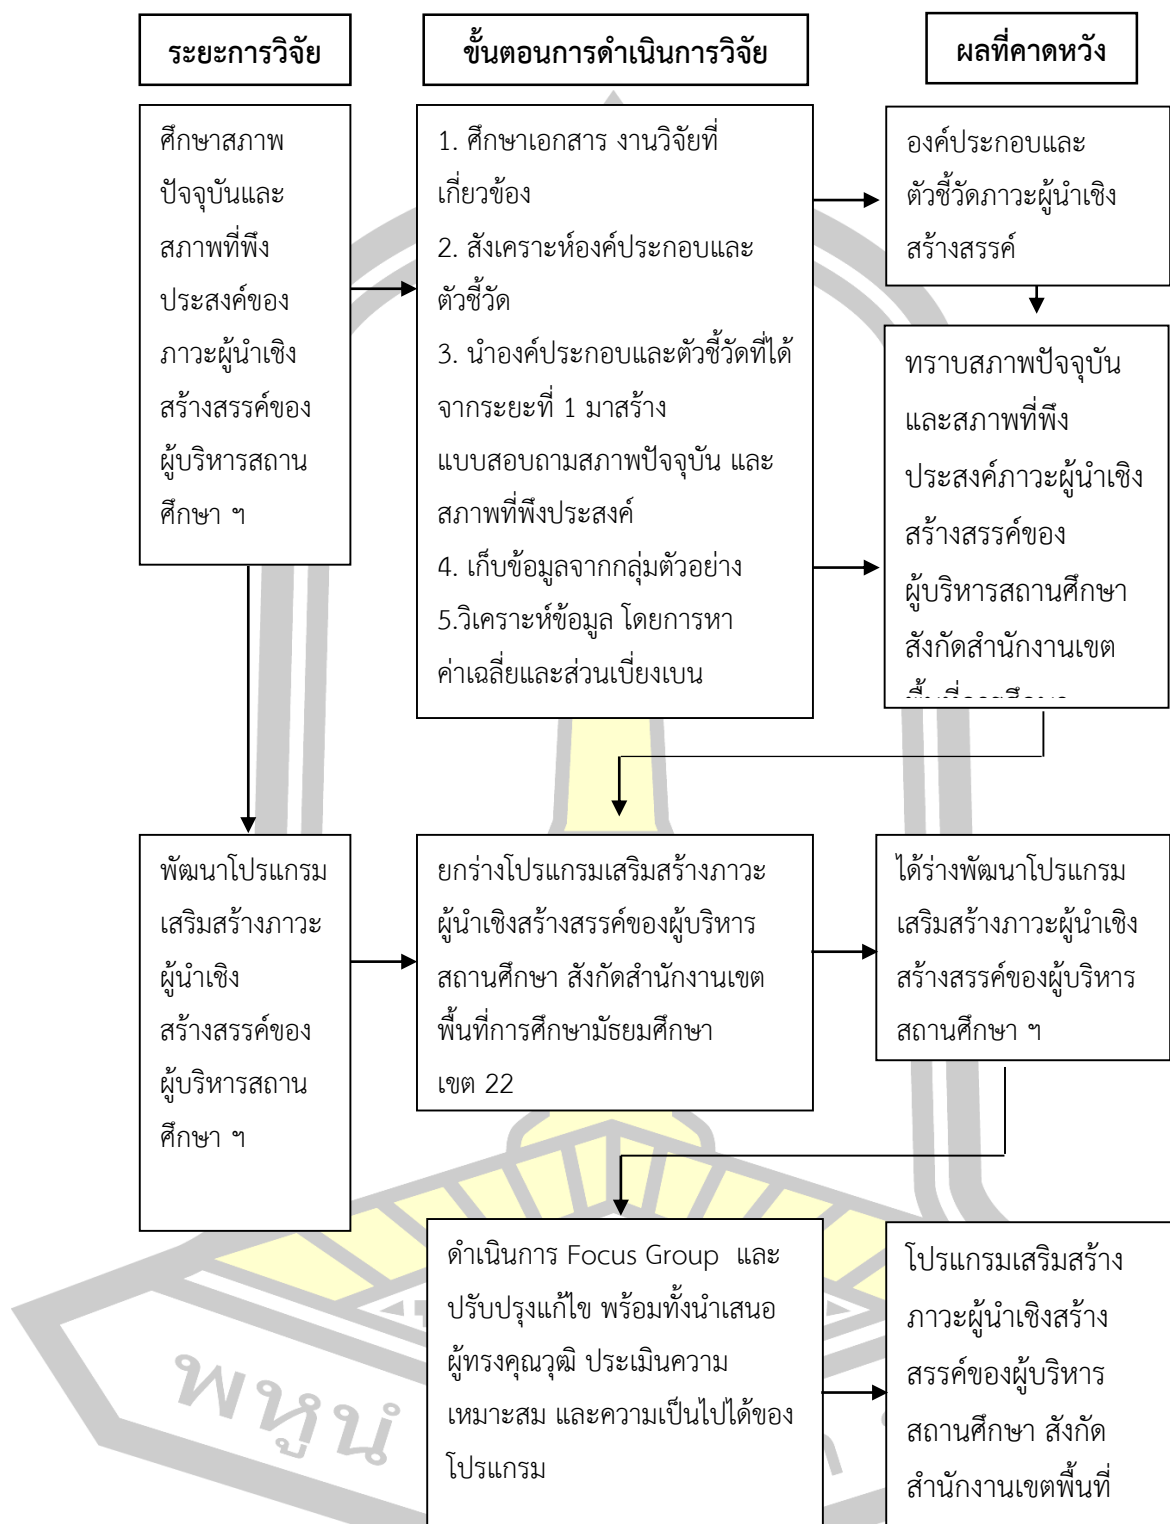 ระยะการวิจัย
ขั้นตอนการดำเนินการวิจัย
ผลที่คาดหวัง
ศึกษาสภาพ
ปัจจุบันและ
สภาพที่พึง
ประสงค์ของ
ภาวะผู้นำเชิง
สร้างสรรค์ของ
ผู้บริหารสถาน
ศึกษา ฯ
1. ศึกษาเอกสาร งานวิจัยที่
เกี่ยวข้อง
2. สังเคราะห์องค์ประกอบและ
ตัวชี้วัด
3. นำองค์ประกอบและตัวชี้วัดที่ได้
จากระยะที่ 1 มาสร้าง
แบบสอบถามสภาพปัจจุบัน และ
สภาพที่พึงประสงค์
4. เก็บข้อมูลจากกลุ่มตัวอย่าง
5.วิเคราะห์ข้อมูล โดยการหา
ค่าเฉลี่ยและส่วนเบี่ยงเบน
องค์ประกอบและ
ตัวชี้วัดภาวะผู้นำเชิง
สร้างสรรค์
ทราบสภาพปัจจุบัน
และสภาพที่พึง
ประสงค์ภาวะผู้นำเชิง
สร้างสรรค์ของ
ผู้บริหารสถานศึกษา
สังกัดสำนักงานเขต
พัฒนาโปรแกรม
เสริมสร้างภาวะ
ผู้นำเชิง
สร้างสรรค์ของ
ผู้บริหารสถาน
ศึกษา ฯ
ยกร่างโปรแกรมเสริมสร้างภาวะ
ผู้นำเชิงสร้างสรรค์ของผู้บริหาร
สถานศึกษา สังกัดสำนักงานเขต
พื้นที่การศึกษามัธยมศึกษา
เขต 22
ได้ร่างพัฒนาโปรแกรม
เสริมสร้างภาวะผู้นำเชิง
สร้างสรรค์ของผู้บริหาร
สถานศึกษา ฯ
ดำเนินการ Focus Group และ
ปรับปรุงแก้ไข พร้อมทั้งนำเสนอ
ผู้ทรงคุณวุฒิ ประเมินความ
เหมาะสม และความเป็นไปได้ของ
โปรแกรม
โปรแกรมเสริมสร้าง
ภาวะผู้นำเชิงสร้าง
สรรค์ของผู้บริหาร
สถานศึกษา สังกัด
สำนักงานเขตพื้นที่
พหูนํ